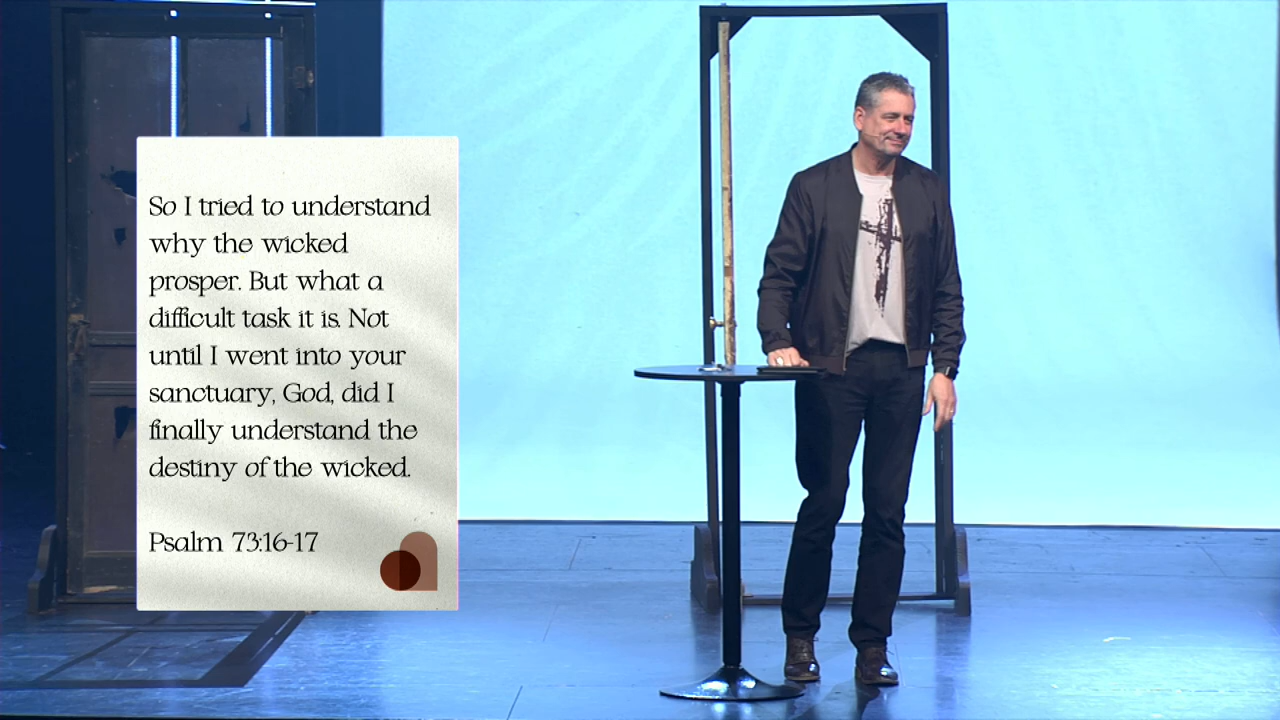 So I tried to understand
why the wicked
prosper. But what a
difficult task it is. Not
until I went into your
sanctuary, God, did I
finally understand the
destiny of the wicked.
Psalm 73:16-17